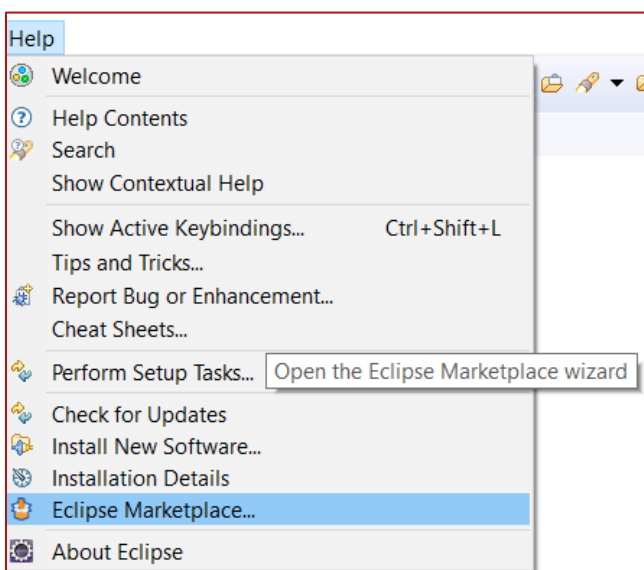 Help
Welcome
Help Contents
Search
Show Contextual Help
Show Active Keybindings... Ctrl+Shift+L
Tips and Tricks...
Report Bug or Enhancement...
Cheat Sheets...
Perform Setup Tasks... Open the Eclipse Marketplace wizard
Check for Updates
Install New Software...
Installation Details
Eclipse Marketplace...
About Eclipse